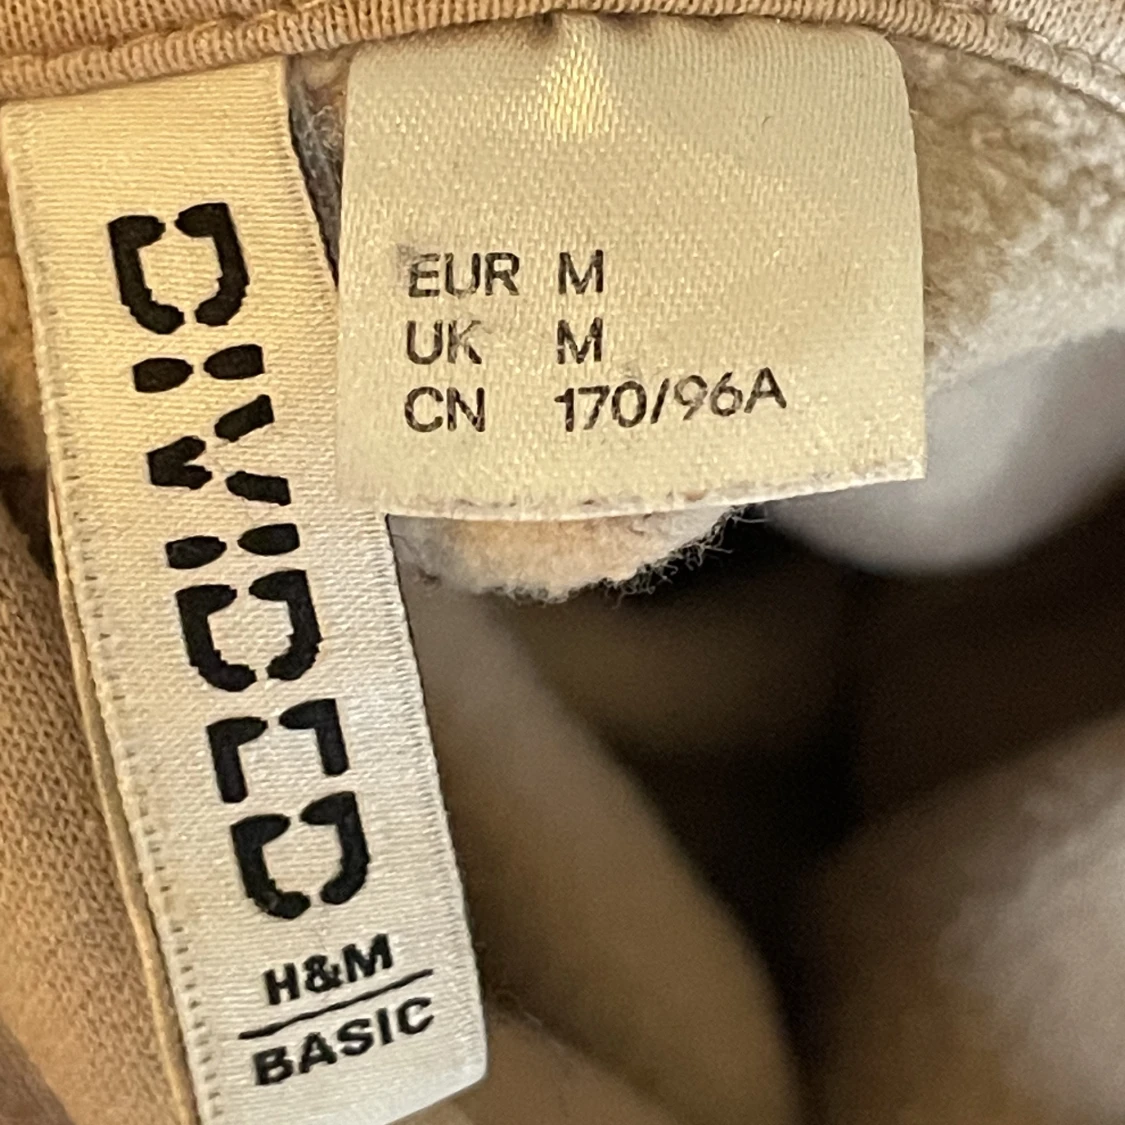 DIVIDED
H&M
BASIC
EUR M
UK M
CN 170/96A